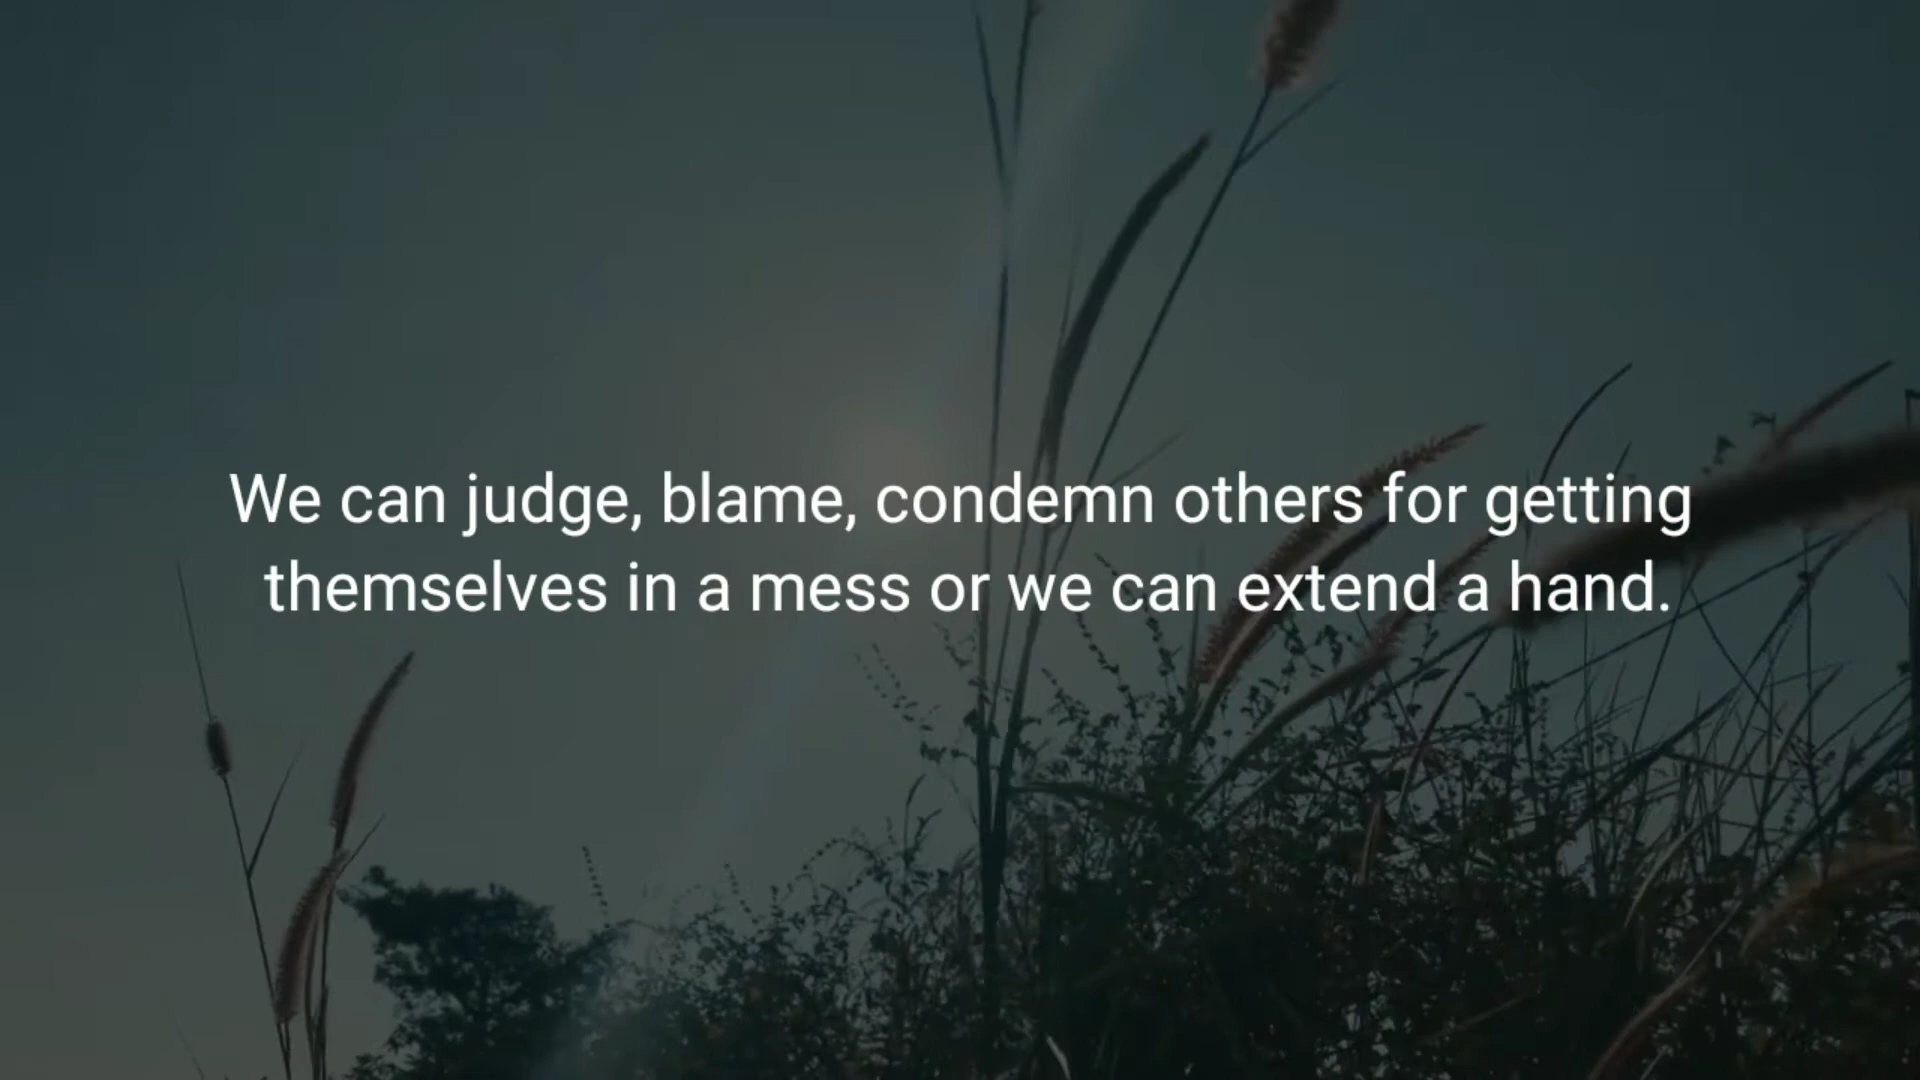 We can judge, blame, condemn others for getting
themselves in a mess or we can extend a hand.